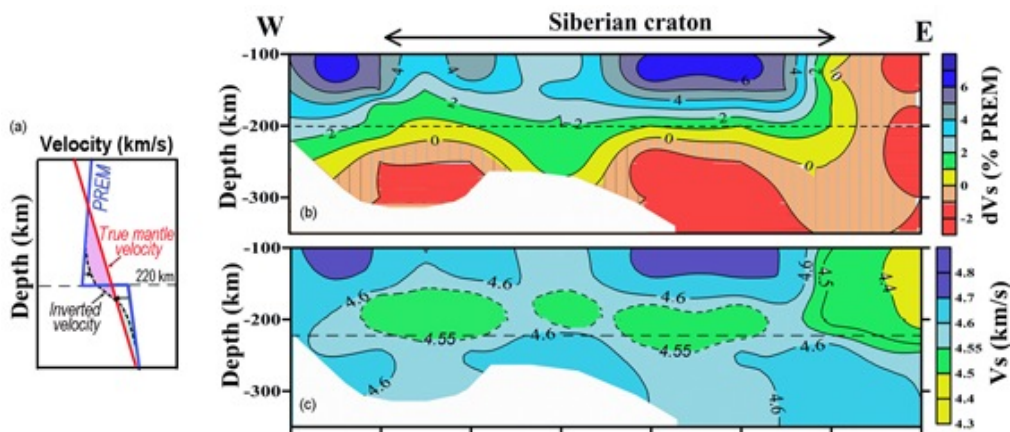 W
Siberian craton
E
(a)
Velocity (km/s)
Depth (km)
PREM
True mantle
velocity
220 km
Inverted
velocity
Depth (km)
-100
-200
-300
(b)
4
4
6
4
4
2
0
2
2
2
2
0
0
0
6
4
2
0
-2
dVs (% PREM)
Depth (km)
-100
-200
-300
(c)
4.6
4.6
4.6
4.5
4.4
4.55
4.6
4.55
4.6
4.6
4.6
4.8
4.7
4.6
4.55
4.5
4.4
4.3
Vs (km/s)